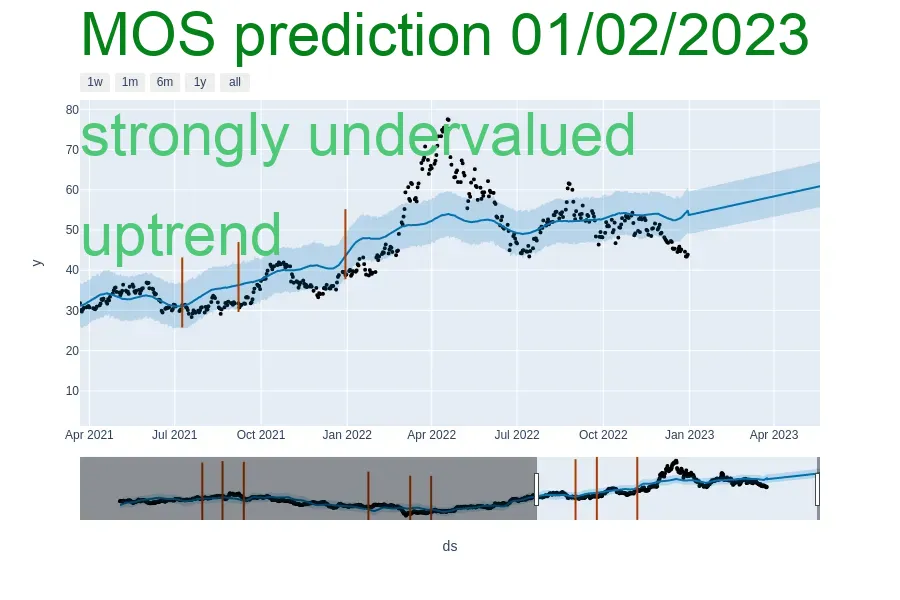 MOS prediction 01/02/2023
1w 1m 6m 1y all
strongly undervalued
uptrend
80
70
60
50
40
30
20
10
y
Apr 2021 Jul 2021 Oct 2021 Jan 2022 Apr 2022 Jul 2022 Oct 2022 Jan 2023 Apr 2023
ds